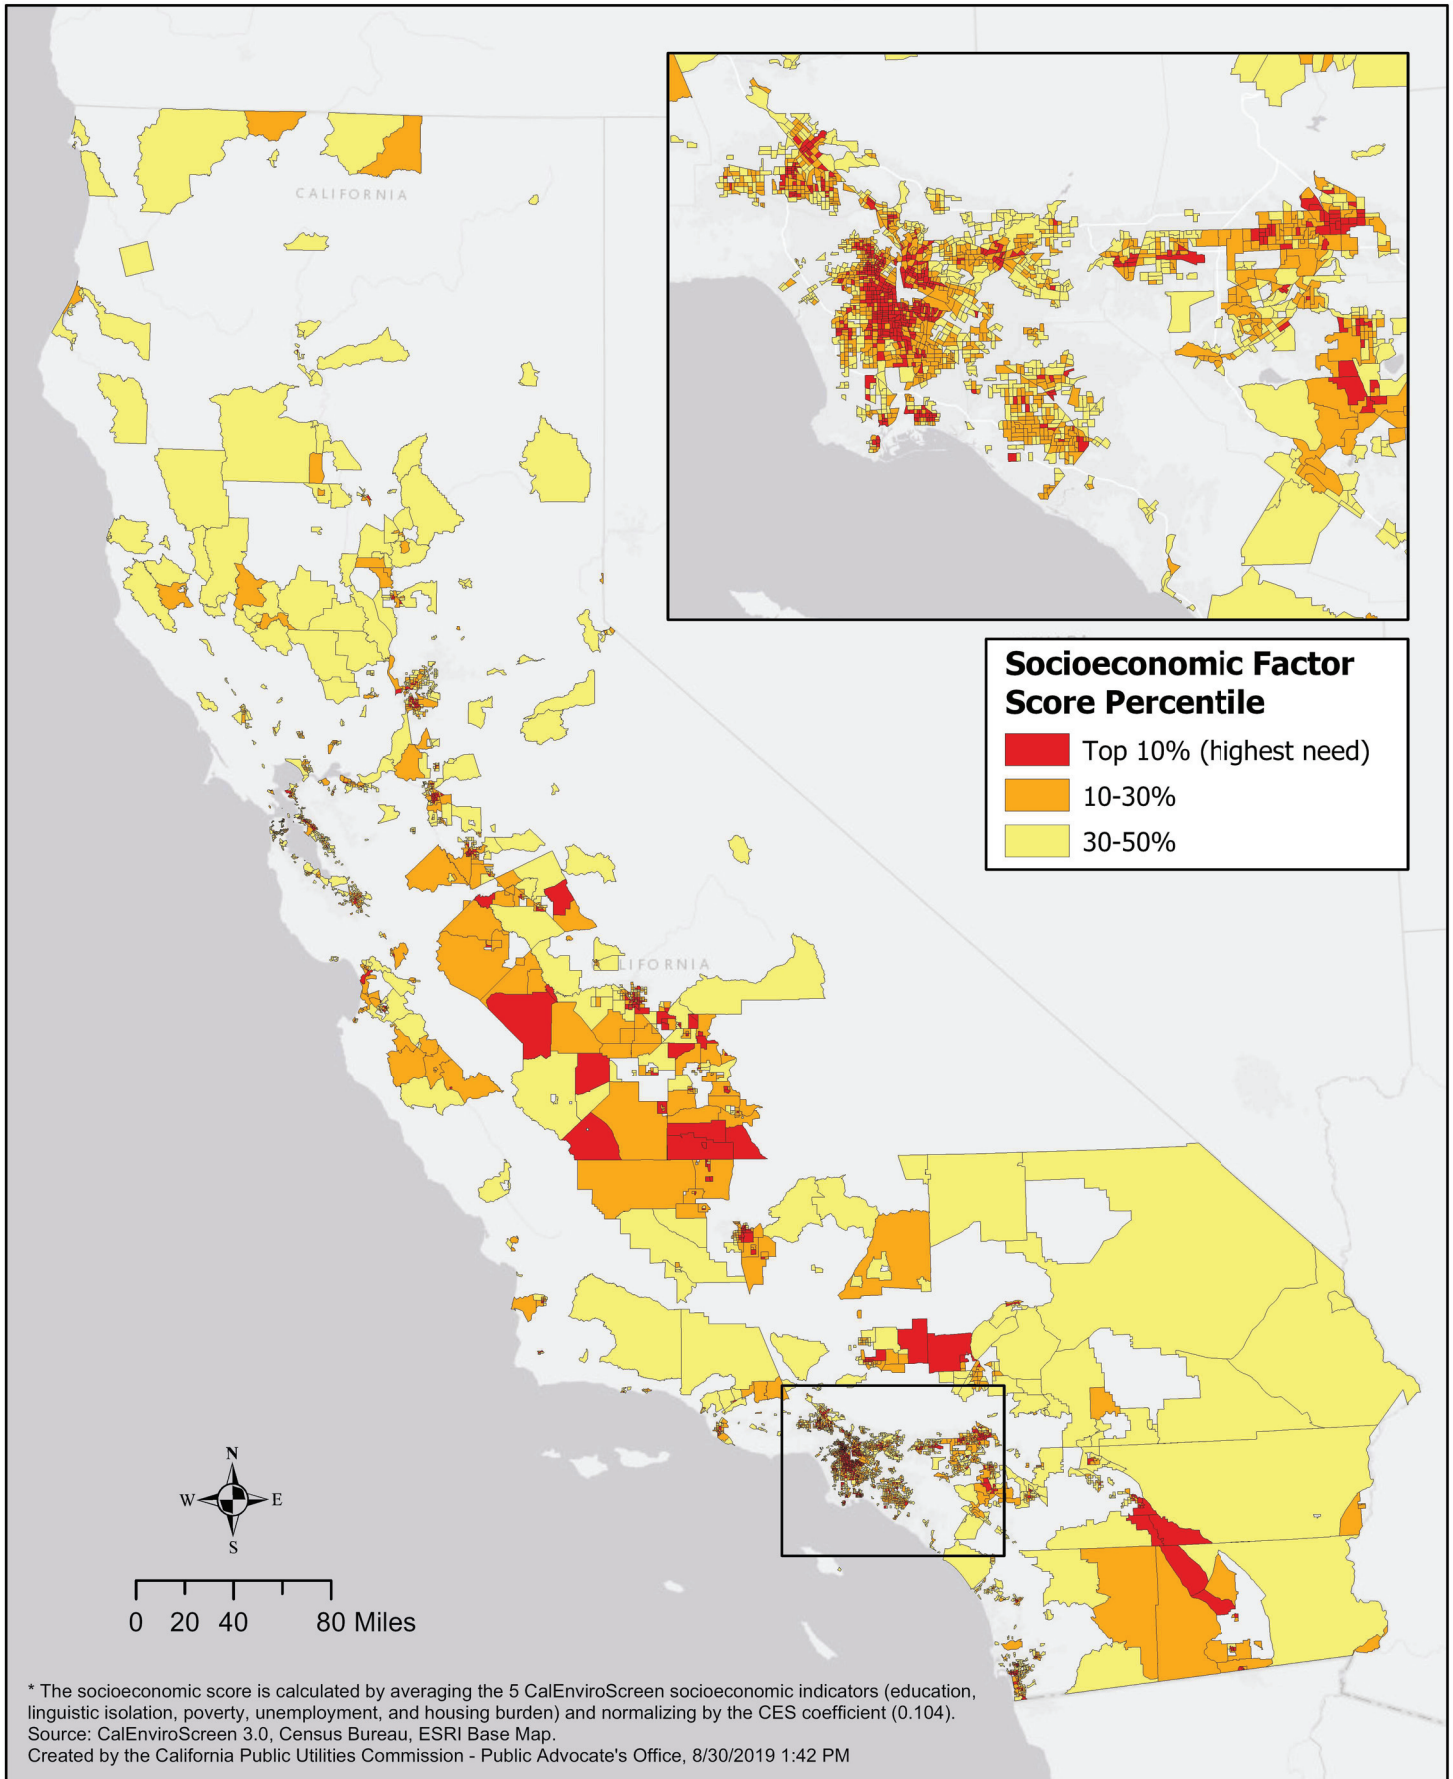 CALIFORNIA
Socioeconomic Factor
Score Percentile
Top 10% (highest need)
10-30%
30-50%
LIFORNIA
N
W
E
S
0 20 40 80 Miles
* The socioeconomic score is calculated by averaging the 5 CalEnviroScreen socioeconomic indicators (education,
linguistic isolation, poverty, unemployment, and housing burden) and normalizing by the CES coefficient (0.104).
Source: CalEnviroScreen 3.0, Census Bureau, ESRI Base Map.
Created by the California Public Utilities Commission - Public Advocate's Office, 8/30/2019 1:42 PM